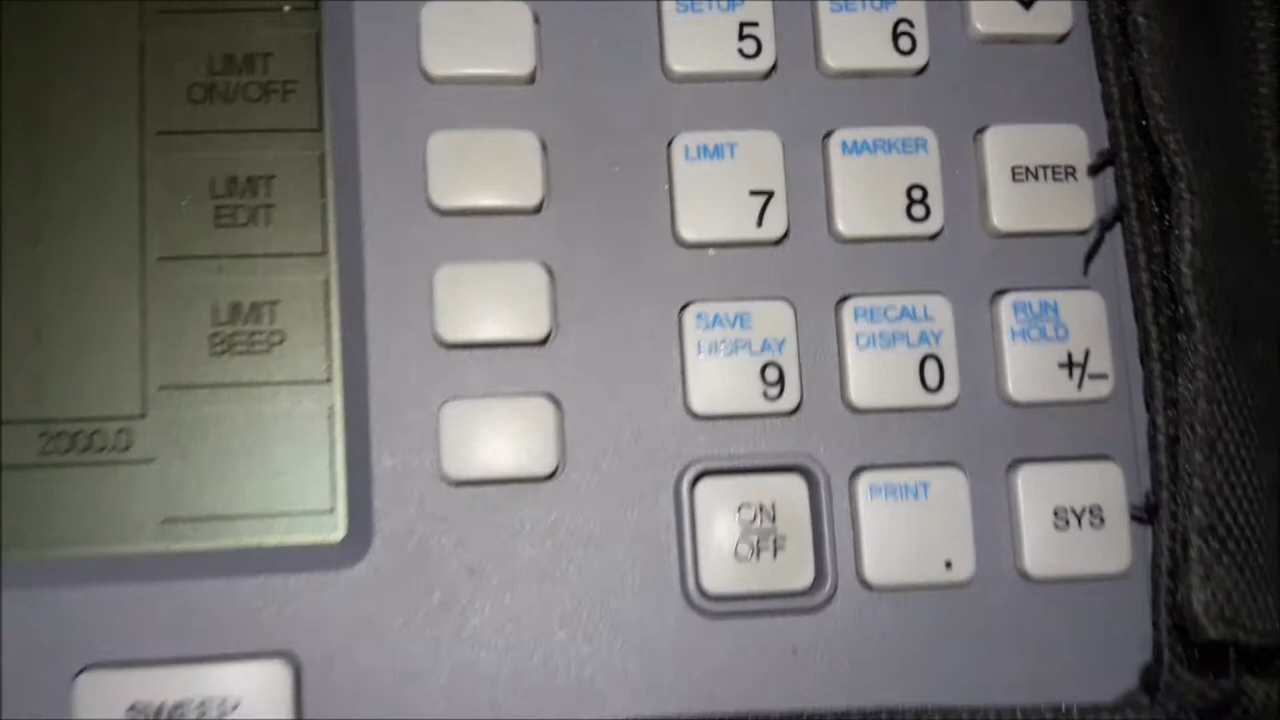 LIMIT
ON/OFF
LIMIT
EDIT
LIMIT
BEEP
2000.0
SETUP
5
SETUP
6
LIMIT
7
MARKER
8
ENTER
SAVE
DISPLAY
9
RECALL
DISPLAY
0
RUN
HOLD
+/−
ON
OFF
PRINT
.
SYS
SWEEP